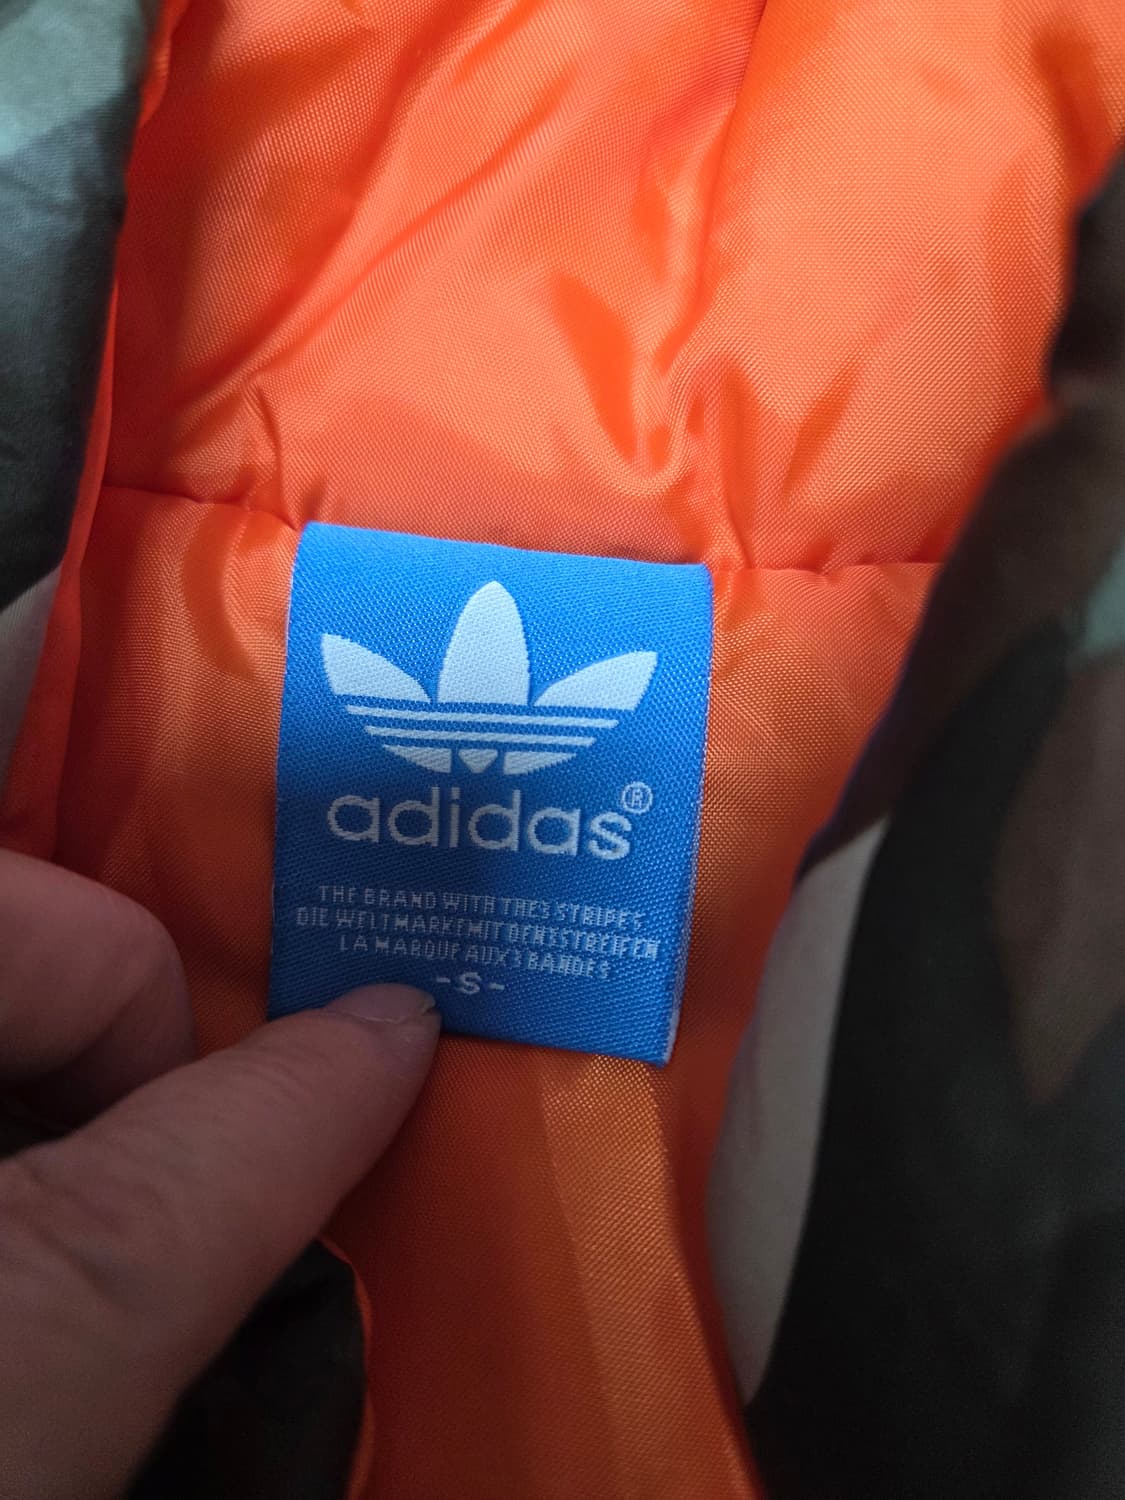 adidas®
THE BRAND WITH THE 3 STRIPES
DIE WELTMARKE MIT DEN 3 STREIFEN
LA MARQUE AUX 3 BANDES
-S-